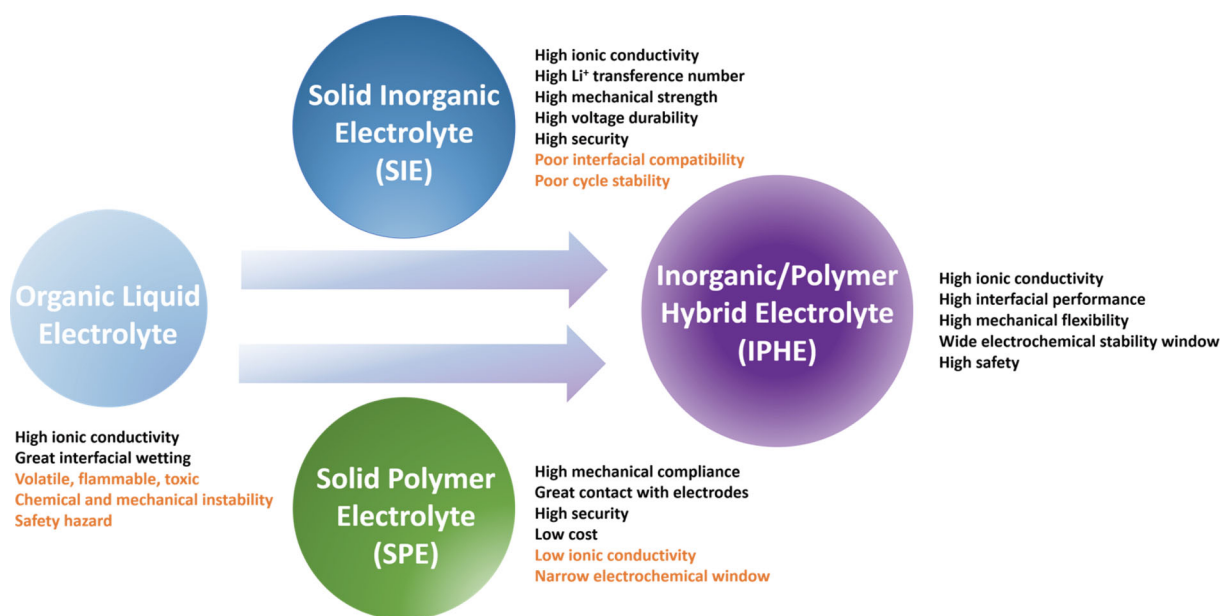 Solid Inorganic
Electrolyte
(SIE)
High ionic conductivity
High Li⁺ transference number
High mechanical strength
High voltage durability
High security
Poor interfacial compatibility
Poor cycle stability
Organic Liquid
Electrolyte
High ionic conductivity
Great interfacial wetting
Volatile, flammable, toxic
Chemical and mechanical instability
Safety hazard
Inorganic/Polymer
Hybrid Electrolyte
(IPHE)
High ionic conductivity
High interfacial performance
High mechanical flexibility
Wide electrochemical stability window
High safety
Solid Polymer
Electrolyte
(SPE)
High mechanical compliance
Great contact with electrodes
High security
Low cost
Low ionic conductivity
Narrow electrochemical window